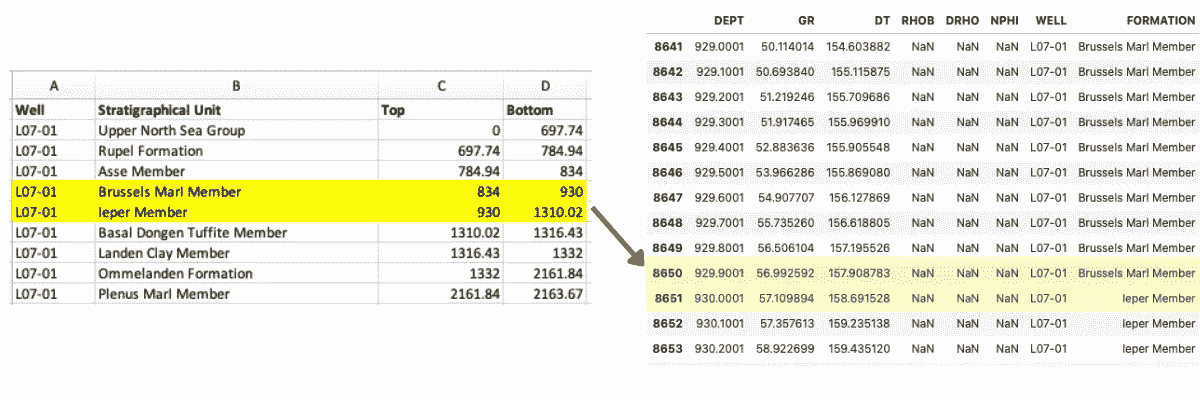 A B C D
Well Stratigraphical Unit Top Bottom
L07-01 Upper North Sea Group 0 697.74
L07-01 Rupel Formation 697.74 784.94
L07-01 Asse Member 784.94 834
L07-01 Brussels Marl Member 834 930
L07-01 Ieper Member 930 1310.02
L07-01 Basal Dongen Tuffite Member 1310.02 1316.43
L07-01 Landen Clay Member 1316.43 1332
L07-01 Ommelanden Formation 1332 2161.84
L07-01 Plenus Marl Member 2161.84 2163.67
DEPT GR DT RHOB DRHO NPHI WELL FORMATION
8641 929.0001 50.114014 154.603882 NaN NaN NaN L07-01 Brussels Marl Member
8642 929.1001 50.693840 155.115875 NaN NaN NaN L07-01 Brussels Marl Member
8643 929.2001 51.219246 155.709686 NaN NaN NaN L07-01 Brussels Marl Member
8644 929.3001 51.917465 155.969910 NaN NaN NaN L07-01 Brussels Marl Member
8645 929.4001 52.883636 155.905548 NaN NaN NaN L07-01 Brussels Marl Member
8646 929.5001 53.966286 155.869080 NaN NaN NaN L07-01 Brussels Marl Member
8647 929.6001 54.907707 156.127869 NaN NaN NaN L07-01 Brussels Marl Member
8648 929.7001 55.735260 156.618805 NaN NaN NaN L07-01 Brussels Marl Member
8649 929.8001 56.506104 157.195526 NaN NaN NaN L07-01 Brussels Marl Member
8650 929.9001 56.992592 157.908783 NaN NaN NaN L07-01 Brussels Marl Member
8651 930.0001 57.109894 158.691528 NaN NaN NaN L07-01 Ieper Member
8652 930.1001 57.357613 159.235138 NaN NaN NaN L07-01 Ieper Member
8653 930.2001 58.922699 159.435120 NaN NaN NaN L07-01 Ieper Member